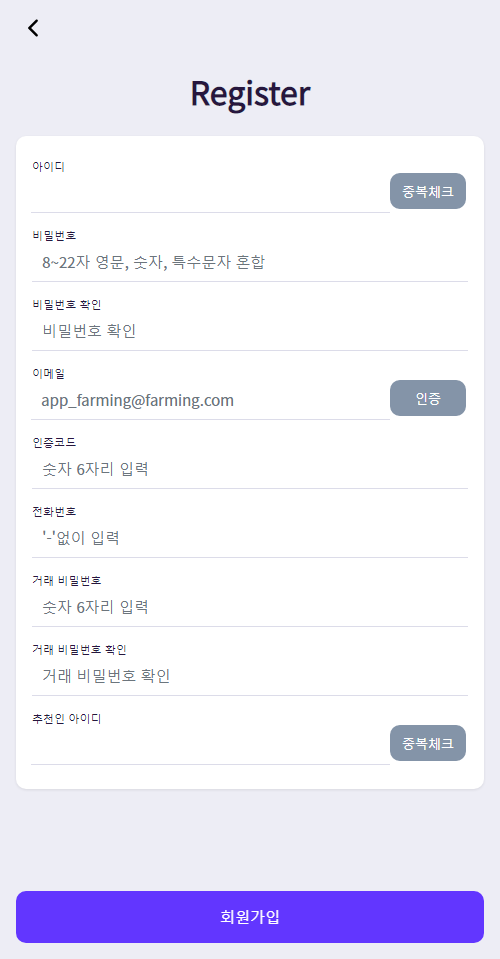 Register
아이디
중복체크
비밀번호
8~22자 영문, 숫자, 특수문자 혼합
비밀번호 확인
비밀번호 확인
이메일
app_farming@farming.com
인증
인증코드
숫자 6자리 입력
전화번호
'-'없이 입력
거래 비밀번호
숫자 6자리 입력
거래 비밀번호 확인
거래 비밀번호 확인
추천인 아이디
중복체크
회원가입